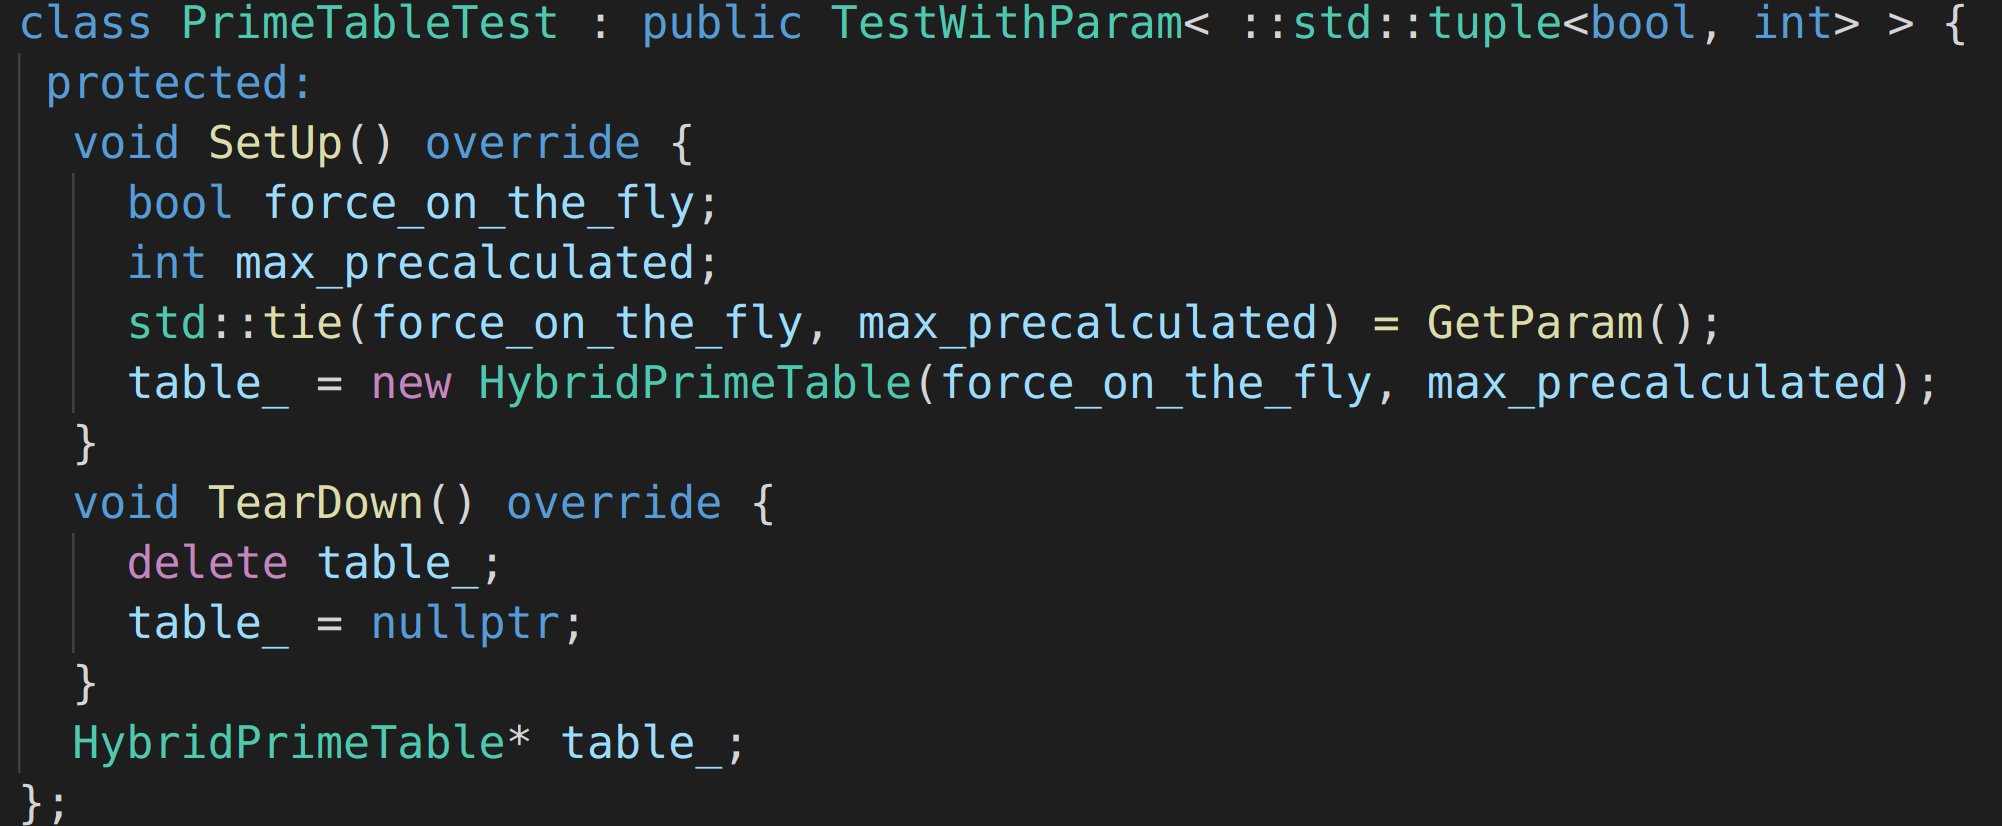 class PrimeTableTest : public TestWithParam< ::std::tuple<bool, int> > {
 protected:
  void SetUp() override {
    bool force_on_the_fly;
    int max_precalculated;
    std::tie(force_on_the_fly, max_precalculated) = GetParam();
    table_ = new HybridPrimeTable(force_on_the_fly, max_precalculated);
  }
  void TearDown() override {
    delete table_;
    table_ = nullptr;
  }
  HybridPrimeTable* table_;
};